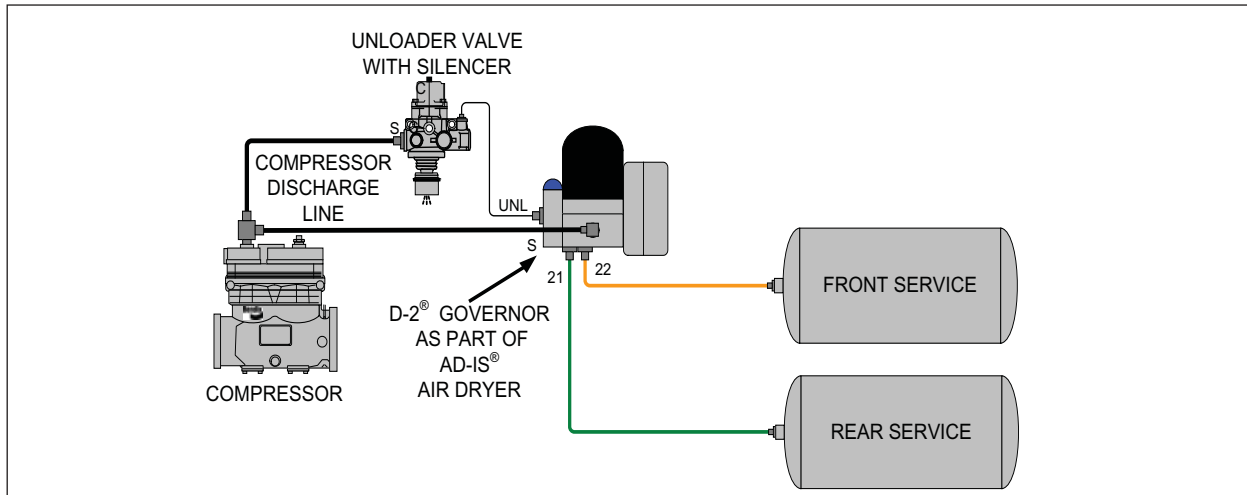 UNLOADER VALVE
WITH SILENCER
C
S
COMPRESSOR
DISCHARGE
LINE
UNL
S
21
22
FRONT SERVICE
D-2® GOVERNOR
AS PART OF
AD-IS®
AIR DRYER
COMPRESSOR
REAR SERVICE